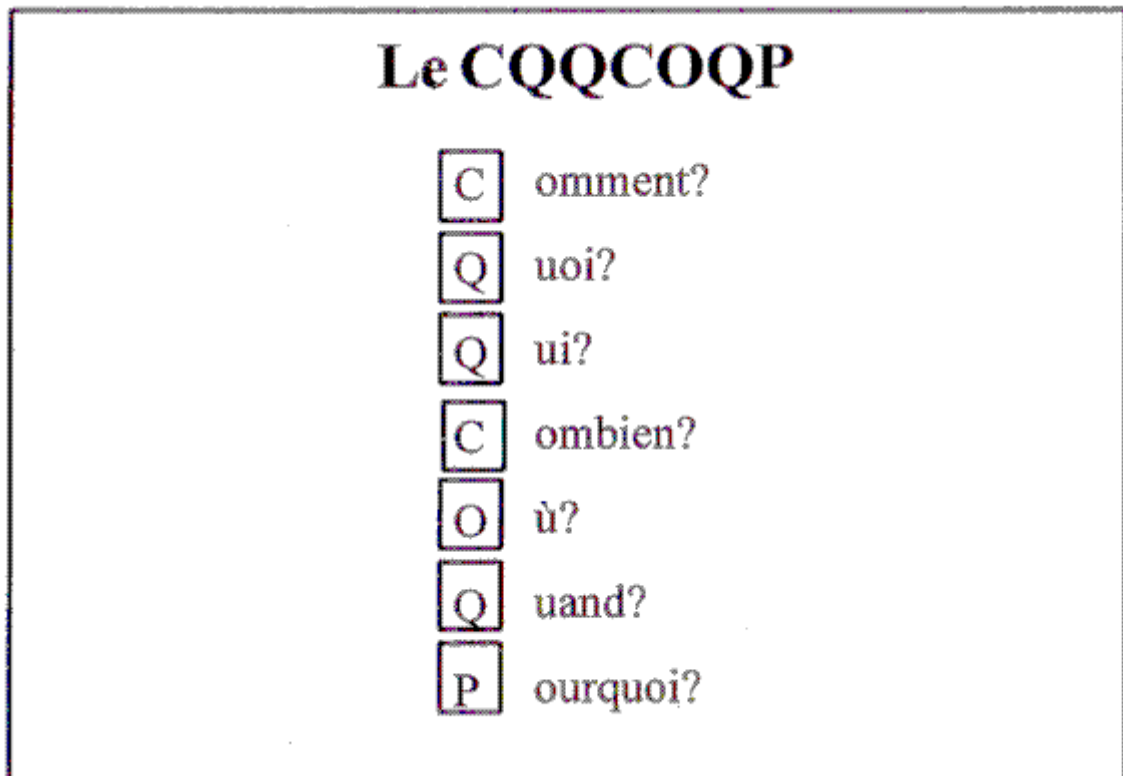 Le CQQCOQP
C omment?
Q uoi?
Q ui?
C ombien?
O ù?
Q uand?
P ourquoi?